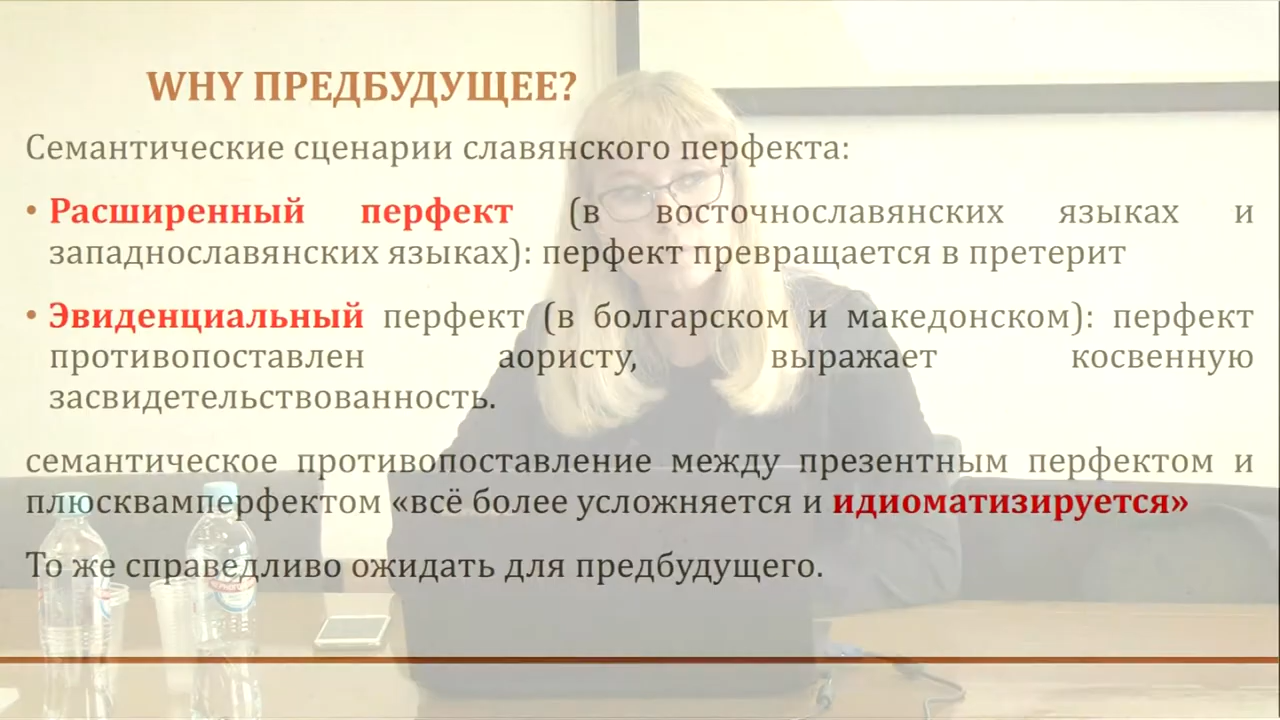 WHY ПРЕДБУДУЩЕЕ?
Семантические сценарии славянского перфекта:
• Расширенный перфект (в восточнославянских языках и
западнославянских языках): перфект превращается в претерит
• Эвиденциальный перфект (в болгарском и македонском): перфект
противопоставлен аористу, выражает косвенную
засвидетельствованность.
семантическое противопоставление между презентным перфектом и
плюсквамперфектом «всё более усложняется и идиоматизируется»
То же справедливо ожидать для предбудущего.